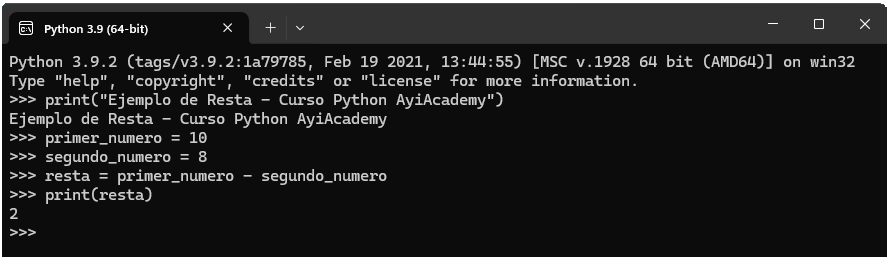 Python 3.9 (64-bit)
Python 3.9.2 (tags/v3.9.2:1a79785, Feb 19 2021, 13:44:55) [MSC v.1928 64 bit (AMD64)] on win32
Type "help", "copyright", "credits" or "license" for more information.
>>> print("Ejemplo de Resta - Curso Python AyiAcademy")
Ejemplo de Resta - Curso Python AyiAcademy
>>> primer_numero = 10
>>> segundo_numero = 8
>>> resta = primer_numero - segundo_numero
>>> print(resta)
2
>>>